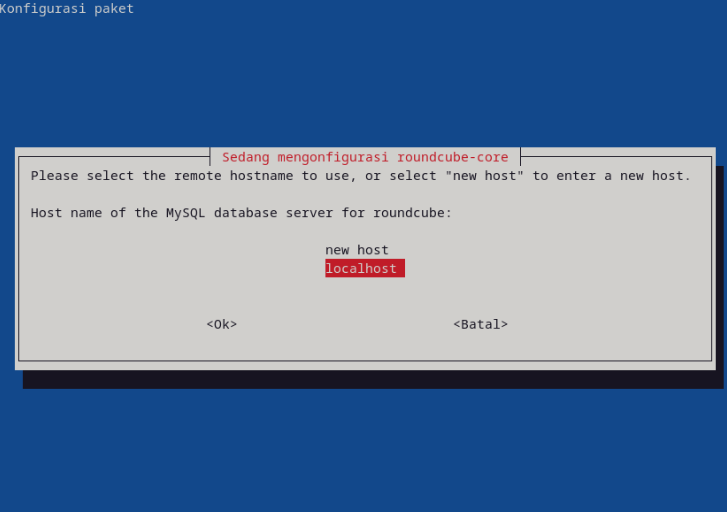 Konfigurasi paket
Sedang mengonfigurasi roundcube-core
Please select the remote hostname to use, or select "new host" to enter a new host.
Host name of the MySQL database server for roundcube:
new host
localhost
<Ok> <Batal>